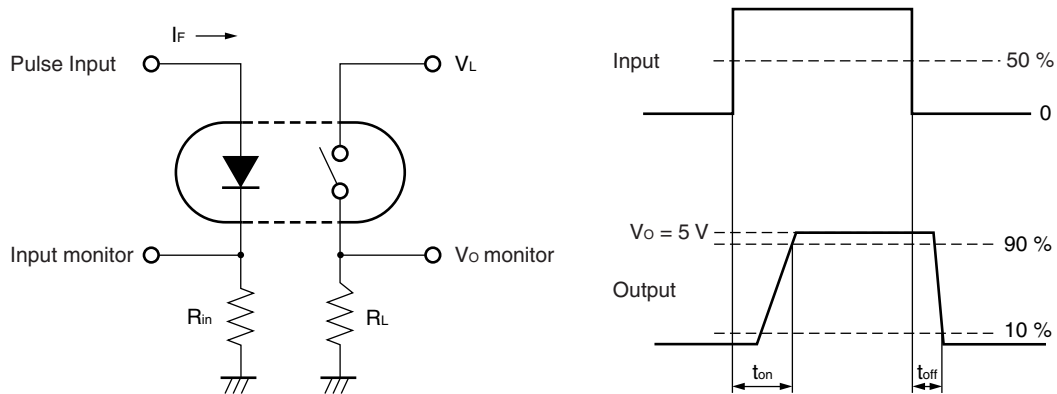 IF
Pulse Input
VL
Input monitor
VO monitor
Rin
RL
Input
50 %
0
VO = 5 V
90 %
Output
10 %
ton
toff